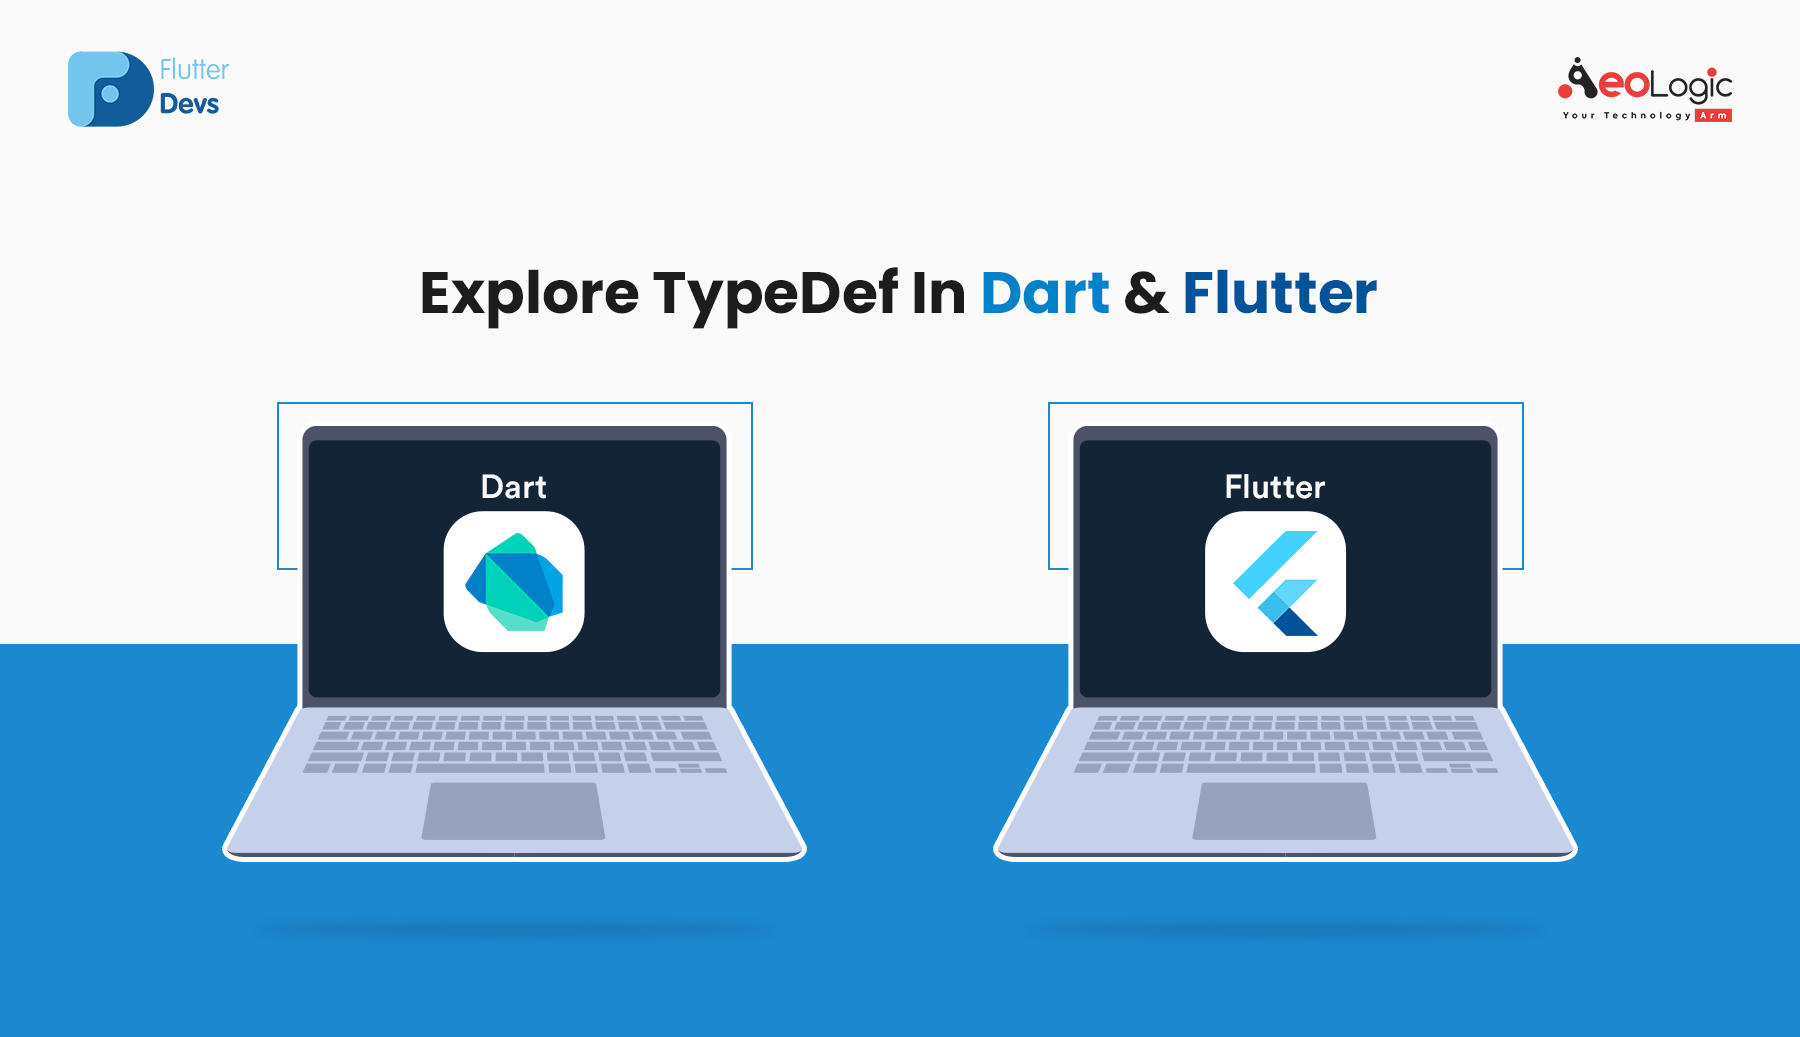 Flutter
Devs
AeoLogic
Your Technology Arm
Explore TypeDef In Dart & Flutter
Dart
Flutter